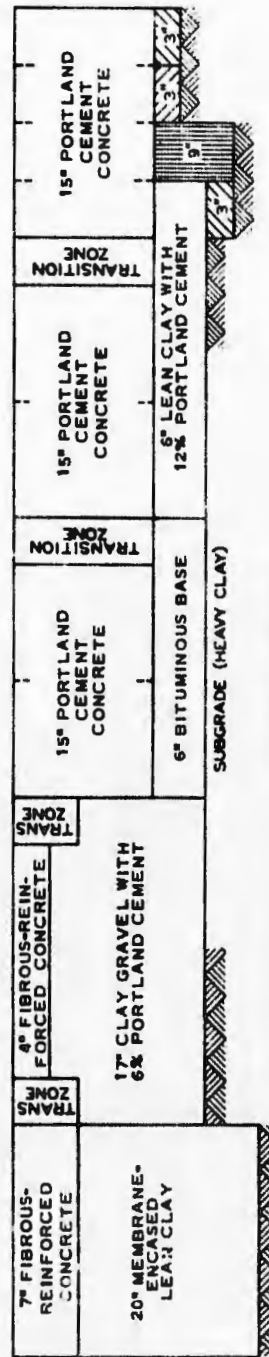 7" FIBROUS-
REINFORCED
CONCRETE
20" MEMBRANE-
ENCASED
LEAN CLAY
TRANS
ZONE
4" FIBROUS-REIN-
FORCED CONCRETE
TRANS
ZONE
17" CLAY GRAVEL WITH
6% PORTLAND CEMENT
15" PORTLAND
CEMENT
CONCRETE
6" BITUMINOUS BASE
TRANSITION
ZONE
15" PORTLAND
CEMENT
CONCRETE
TRANSITION
ZONE
6" LEAN CLAY WITH
12% PORTLAND CEMENT
15" PORTLAND
CEMENT
CONCRETE
3"
9"
3"
3"
SUBGRADE (HEAVY CLAY)